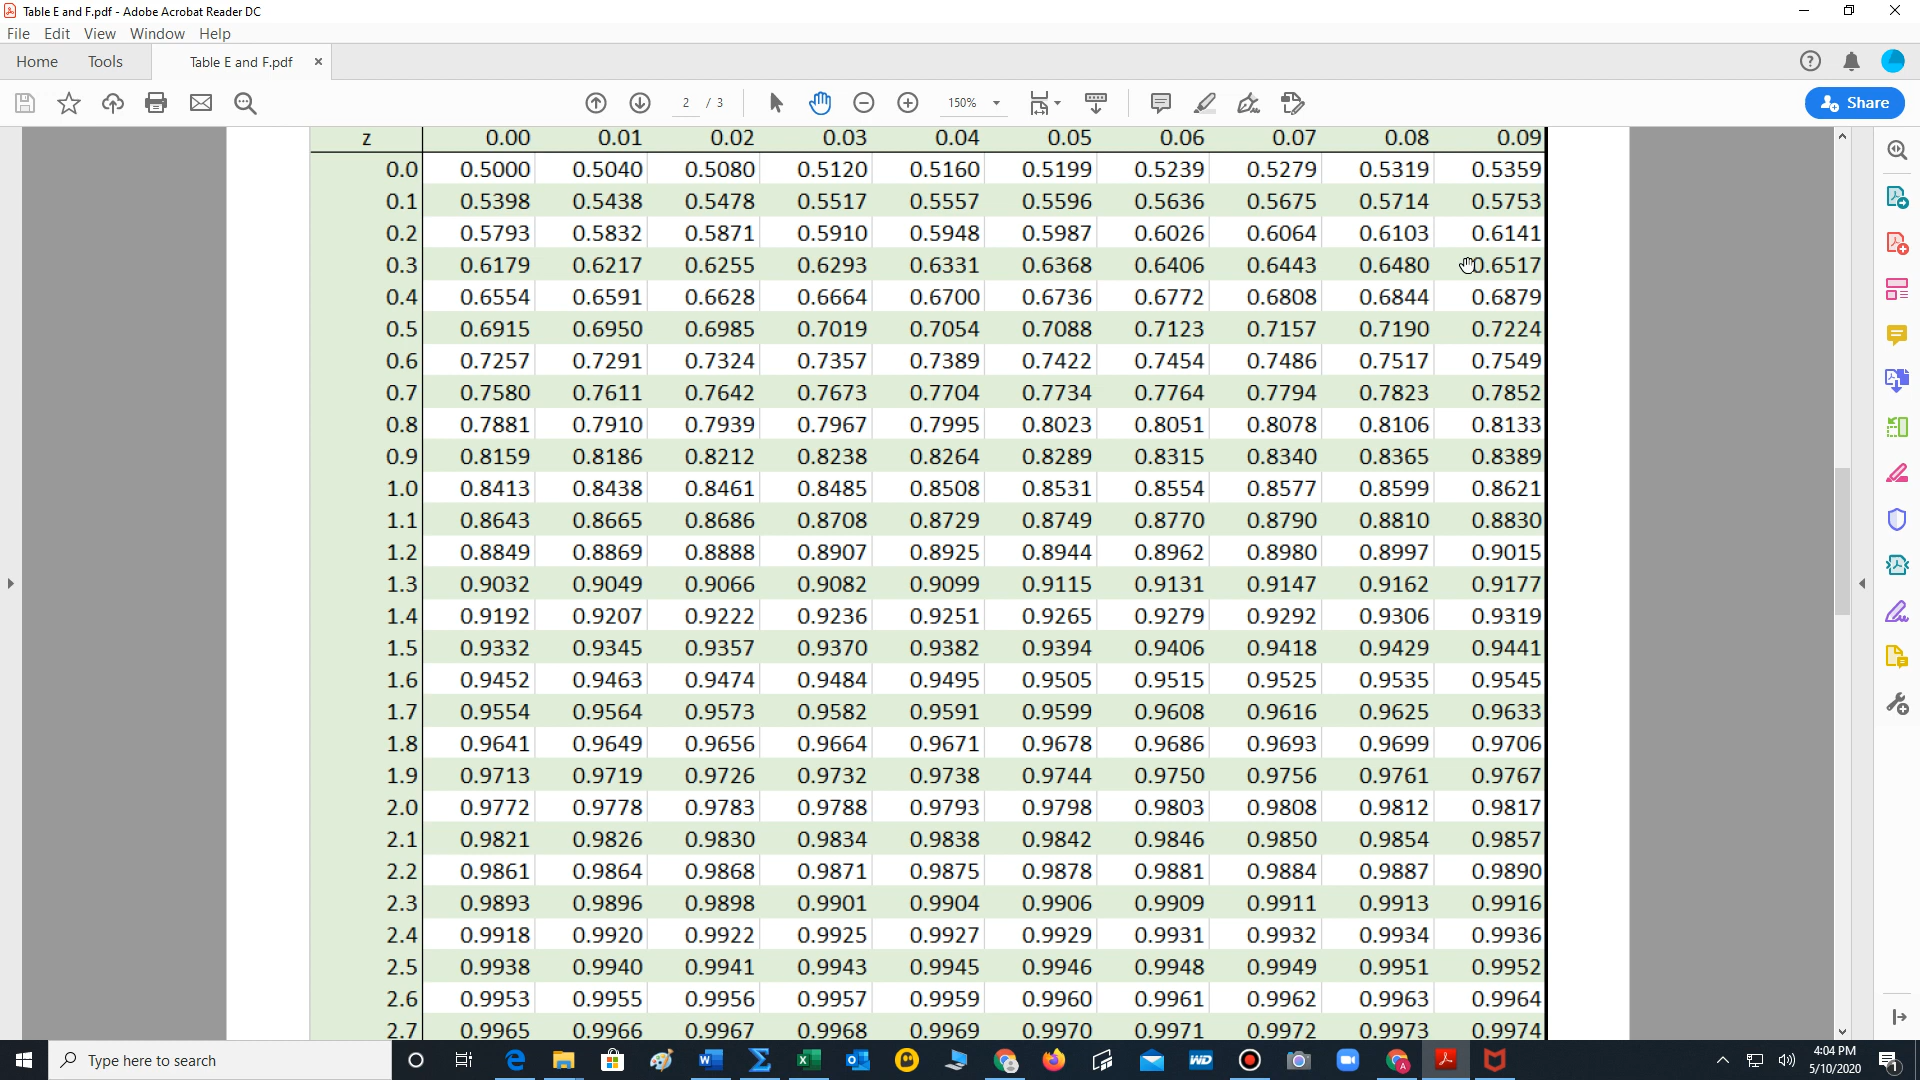 Table E and F.pdf - Adobe Acrobat Reader DC
File Edit View Window Help
Home Tools Table E and F.pdf
2 / 3 150% Share
z 0.00 0.01 0.02 0.03 0.04 0.05 0.06 0.07 0.08 0.09
0.0 0.5000 0.5040 0.5080 0.5120 0.5160 0.5199 0.5239 0.5279 0.5319 0.5359
0.1 0.5398 0.5438 0.5478 0.5517 0.5557 0.5596 0.5636 0.5675 0.5714 0.5753
0.2 0.5793 0.5832 0.5871 0.5910 0.5948 0.5987 0.6026 0.6064 0.6103 0.6141
0.3 0.6179 0.6217 0.6255 0.6293 0.6331 0.6368 0.6406 0.6443 0.6480 0.6517
0.4 0.6554 0.6591 0.6628 0.6664 0.6700 0.6736 0.6772 0.6808 0.6844 0.6879
0.5 0.6915 0.6950 0.6985 0.7019 0.7054 0.7088 0.7123 0.7157 0.7190 0.7224
0.6 0.7257 0.7291 0.7324 0.7357 0.7389 0.7422 0.7454 0.7486 0.7517 0.7549
0.7 0.7580 0.7611 0.7642 0.7673 0.7704 0.7734 0.7764 0.7794 0.7823 0.7852
0.8 0.7881 0.7910 0.7939 0.7967 0.7995 0.8023 0.8051 0.8078 0.8106 0.8133
0.9 0.8159 0.8186 0.8212 0.8238 0.8264 0.8289 0.8315 0.8340 0.8365 0.8389
1.0 0.8413 0.8438 0.8461 0.8485 0.8508 0.8531 0.8554 0.8577 0.8599 0.8621
1.1 0.8643 0.8665 0.8686 0.8708 0.8729 0.8749 0.8770 0.8790 0.8810 0.8830
1.2 0.8849 0.8869 0.8888 0.8907 0.8925 0.8944 0.8962 0.8980 0.8997 0.9015
1.3 0.9032 0.9049 0.9066 0.9082 0.9099 0.9115 0.9131 0.9147 0.9162 0.9177
1.4 0.9192 0.9207 0.9222 0.9236 0.9251 0.9265 0.9279 0.9292 0.9306 0.9319
1.5 0.9332 0.9345 0.9357 0.9370 0.9382 0.9394 0.9406 0.9418 0.9429 0.9441
1.6 0.9452 0.9463 0.9474 0.9484 0.9495 0.9505 0.9515 0.9525 0.9535 0.9545
1.7 0.9554 0.9564 0.9573 0.9582 0.9591 0.9599 0.9608 0.9616 0.9625 0.9633
1.8 0.9641 0.9649 0.9656 0.9664 0.9671 0.9678 0.9686 0.9693 0.9699 0.9706
1.9 0.9713 0.9719 0.9726 0.9732 0.9738 0.9744 0.9750 0.9756 0.9761 0.9767
2.0 0.9772 0.9778 0.9783 0.9788 0.9793 0.9798 0.9803 0.9808 0.9812 0.9817
2.1 0.9821 0.9826 0.9830 0.9834 0.9838 0.9842 0.9846 0.9850 0.9854 0.9857
2.2 0.9861 0.9864 0.9868 0.9871 0.9875 0.9878 0.9881 0.9884 0.9887 0.9890
2.3 0.9893 0.9896 0.9898 0.9901 0.9904 0.9906 0.9909 0.9911 0.9913 0.9916
2.4 0.9918 0.9920 0.9922 0.9925 0.9927 0.9929 0.9931 0.9932 0.9934 0.9936
2.5 0.9938 0.9940 0.9941 0.9943 0.9945 0.9946 0.9948 0.9949 0.9951 0.9952
2.6 0.9953 0.9955 0.9956 0.9957 0.9959 0.9960 0.9961 0.9962 0.9963 0.9964
2.7 0.9965 0.9966 0.9967 0.9968 0.9969 0.9970 0.9971 0.9972 0.9973 0.9974
Type here to search
4:04 PM
5/10/2020